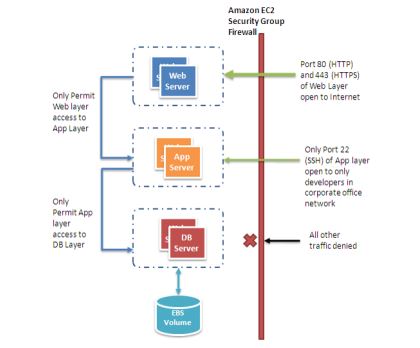 Amazon EC2
Security Group
Firewall
Web
Server
Port 80 (HTTP)
and 443 (HTTPS)
of Web Layer
open to Internet
Only Permit
Web layer
access to
App Layer
App
Server
Only Port 22
(SSH) of App layer
open to only
developers in
corporate office
network
Only
Permit App
layer
access to
DB Layer
DB
Server
All other
traffic denied
EBS
Volume